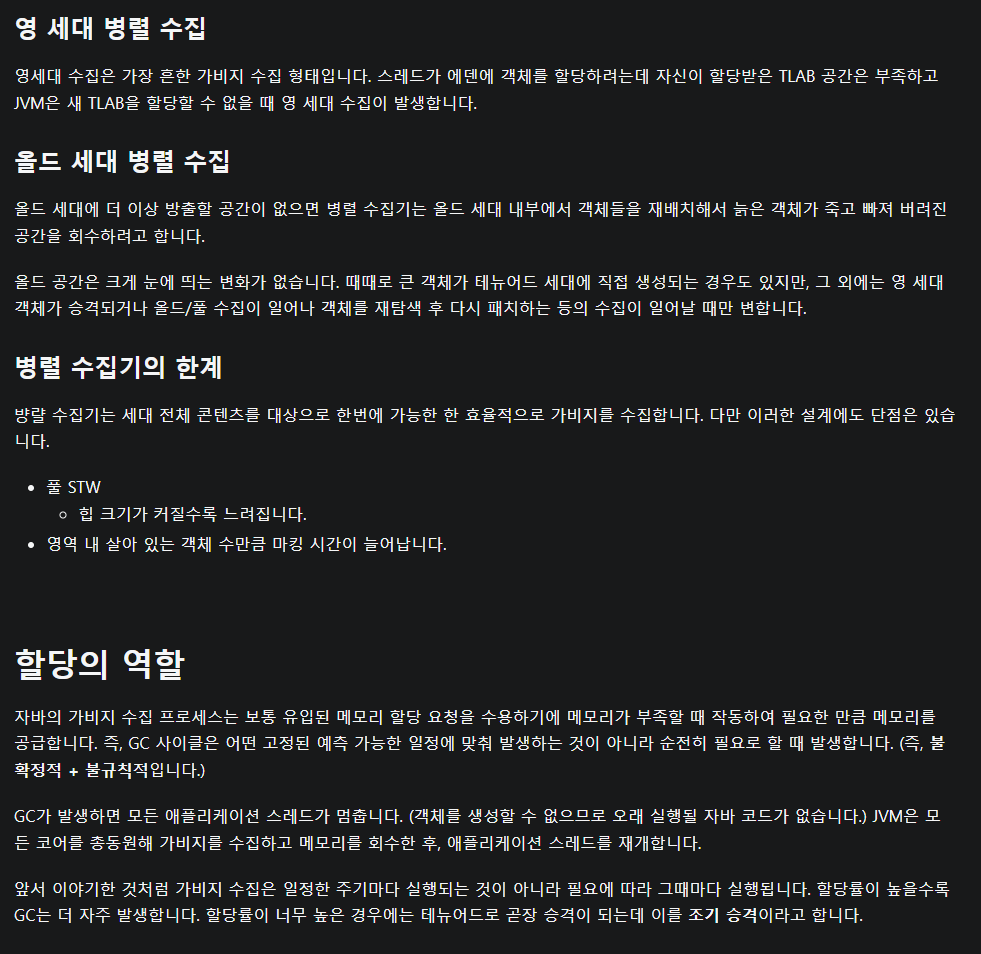 영 세대 병렬 수집
영세대 수집은 가장 흔한 가비지 수집 형태입니다. 스레드가 에덴에 객체를 할당하려는데 자신이 할당받은 TLAB 공간은 부족하고
JVM은 새 TLAB을 할당할 수 없을 때 영 세대 수집이 발생합니다.
올드 세대 병렬 수집
올드 세대에 더 이상 방출할 공간이 없으면 병렬 수집기는 올드 세대 내부에서 객체들을 재배치해서 늙은 객체가 죽고 빠져 버려진
공간을 회수하려고 합니다.
올드 공간은 크게 눈에 띄는 변화가 없습니다. 때때로 큰 객체가 테뉴어드 세대에 직접 생성되는 경우도 있지만, 그 외에는 영 세대
객체가 승격되거나 올드/풀 수집이 일어나 객체를 재탐색 후 다시 패치하는 등의 수집이 일어날 때만 변합니다.
병렬 수집기의 한계
뱡럘 수집기는 세대 전체 콘텐츠를 대상으로 한번에 가능한 한 효율적으로 가비지를 수집합니다. 다만 이러한 설계에도 단점은 있습
니다.
• 풀 STW
◦ 힙 크기가 커질수록 느려집니다.
• 영역 내 살아 있는 객체 수만큼 마킹 시간이 늘어납니다.
할당의 역할
자바의 가비지 수집 프로세스는 보통 유입된 메모리 할당 요청을 수용하기에 메모리가 부족할 때 작동하여 필요한 만큼 메모리를
공급합니다. 즉, GC 사이클은 어떤 고정된 예측 가능한 일정에 맞춰 발생하는 것이 아니라 순전히 필요로 할 때 발생합니다. (즉, 불
확정적 + 불규칙적입니다.)
GC가 발생하면 모든 애플리케이션 스레드가 멈춥니다. (객체를 생성할 수 없으므로 오래 실행될 자바 코드가 없습니다.) JVM은 모
든 코어를 총동원해 가비지를 수집하고 메모리를 회수한 후, 애플리케이션 스레드를 재개합니다.
앞서 이야기한 것처럼 가비지 수집은 일정한 주기마다 실행되는 것이 아니라 필요에 따라 그때마다 실행됩니다. 할당률이 높을수록
GC는 더 자주 발생합니다. 할당률이 너무 높은 경우에는 테뉴어드로 곧장 승격이 되는데 이를 조기 승격이라고 합니다.